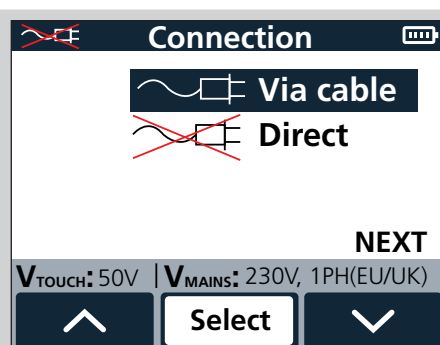 Connection
Via cable
Direct
NEXT
VTOUCH: 50V | VMAINS: 230V, 1PH(EU/UK)
Select